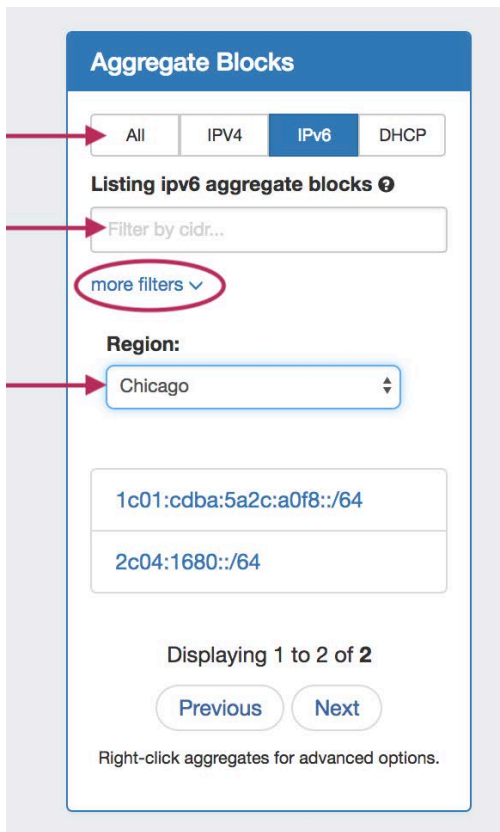 Aggregate Blocks
All IPV4 IPv6 DHCP
Listing ipv6 aggregate blocks ?
Filter by cidr...
more filters
Region:
Chicago
1c01:cdba:5a2c:a0f8::/64
2c04:1680::/64
Displaying 1 to 2 of 2
Previous Next
Right-click aggregates for advanced options.